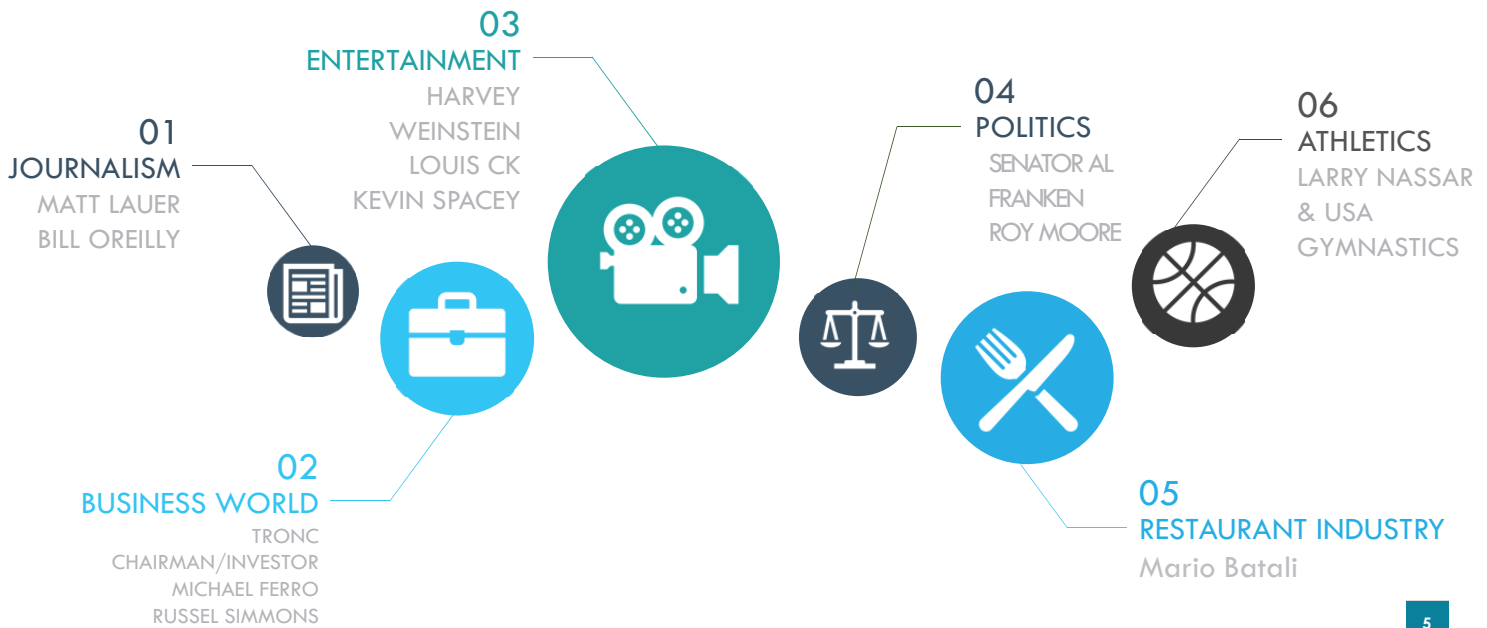 01
JOURNALISM
MATT LAUER
BILL OREILLY
02
BUSINESS WORLD
TRONC
CHAIRMAN/INVESTOR
MICHAEL FERRO
RUSSEL SIMMONS
03
ENTERTAINMENT
HARVEY
WEINSTEIN
LOUIS CK
KEVIN SPACEY
04
POLITICS
SENATOR AL
FRANKEN
ROY MOORE
05
RESTAURANT INDUSTRY
Mario Batali
06
ATHLETICS
LARRY NASSAR
& USA
GYMNASTICS
5